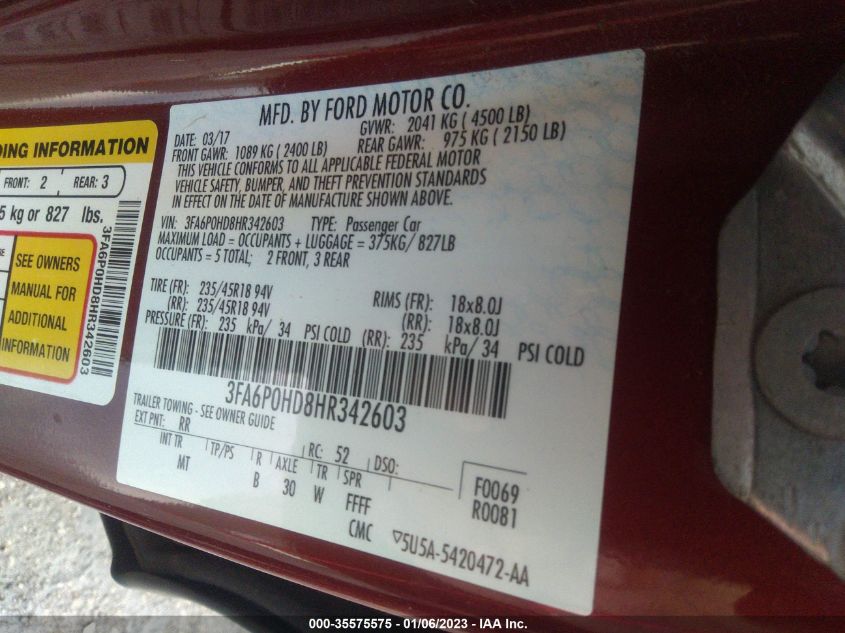 DING INFORMATION
FRONT: 2 REAR: 3
5 kg or 827 lbs.
SEE OWNERS
MANUAL FOR
ADDITIONAL
INFORMATION
3FA6P0HD8HR342603
MFD. BY FORD MOTOR CO.
DATE: 03/17 GVWR: 2041 KG ( 4500 LB)
FRONT GAWR: 1089 KG ( 2400 LB) REAR GAWR: 975 KG ( 2150 LB)
THIS VEHICLE CONFORMS TO ALL APPLICABLE FEDERAL MOTOR
VEHICLE SAFETY, BUMPER, AND THEFT PREVENTION STANDARDS
IN EFFECT ON THE DATE OF MANUFACTURE SHOWN ABOVE.
VIN: 3FA6P0HD8HR342603 TYPE: Passenger Car
MAXIMUM LOAD = OCCUPANTS + LUGGAGE = 375KG/ 827LB
OCCUPANTS = 5 TOTAL; 2 FRONT, 3 REAR
TIRE (FR): 235/45R18 94V RIMS (FR): 18x8.0J
(RR): 235/45R18 94V (RR): 18x8.0J
PRESSURE (FR): 235 kPa/ 34 PSI COLD (RR): 235 kPa/ 34 PSI COLD
3FA6P0HD8HR342603
TRAILER TOWING - SEE OWNER GUIDE
EXT PNT: RR RC: 52 DSO:
INT TR TP/PS R AXLE TR SPR
MT B 30 W FFFF
CMC
F0069
R0081
▽5U5A-5420472-AA
000-35575575 - 01/06/2023 - IAA Inc.